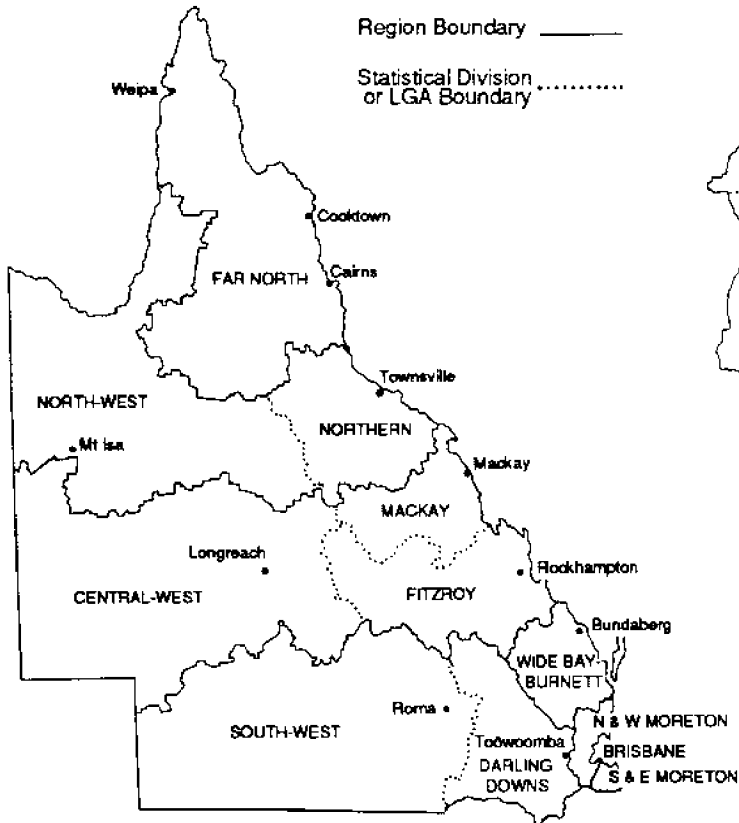 Region Boundary
Statistical Division
or LGA Boundary
Weipa
Cooktown
FAR NORTH
Cairns
Townsville
NORTH-WEST
NORTHERN
Mt Isa
Mackay
MACKAY
Longreach
Rockhampton
CENTRAL-WEST
FITZROY
Bundaberg
WIDE BAY-
BURNETT
Roma
N & W MORETON
SOUTH-WEST
Toowoomba
BRISBANE
DARLING
DOWNS
S & E MORETON